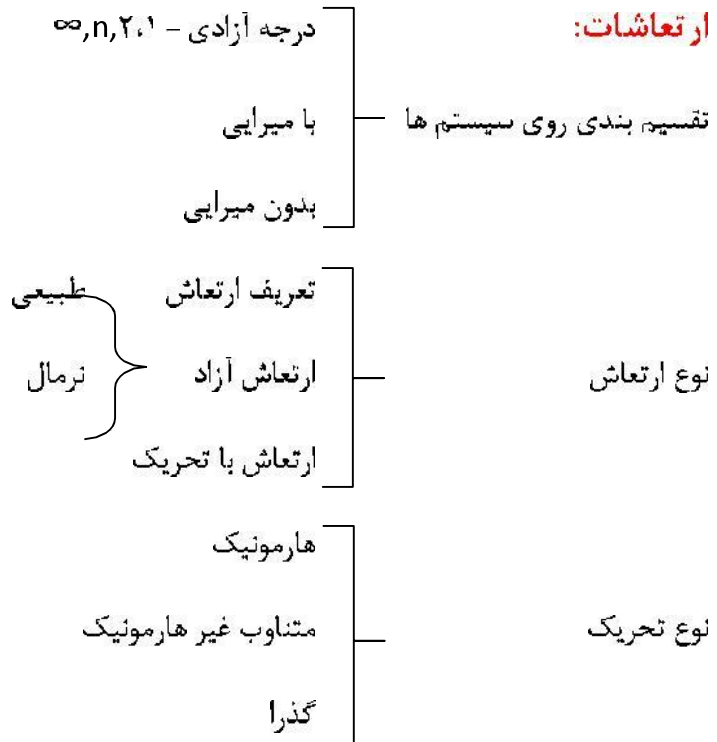 ارتعاشات:
درجه آزادی – ۱،۲,n,∞
تقسیم بندی روی سیستم ها
با میرایی
بدون میرایی
تعریف ارتعاش
طبیعی
نوع ارتعاش
ارتعاش آزاد
نرمال
ارتعاش با تحریک
هارمونیک
نوع تحریک
متناوب غیر هارمونیک
گذرا